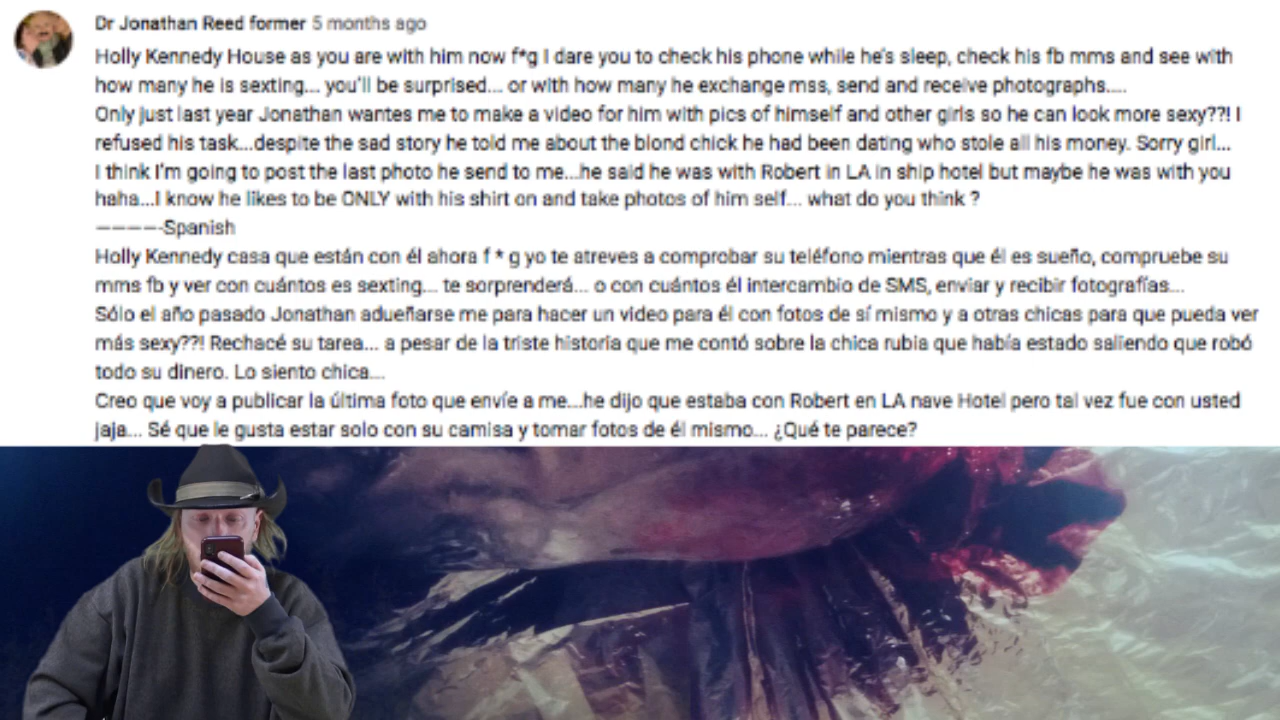 Dr Jonathan Reed former 5 months ago
Holly Kennedy House as you are with him now f*g I dare you to check his phone while he's sleep, check his fb mms and see with
how many he is sexting... you'll be surprised... or with how many he exchange mss, send and receive photographs....
Only just last year Jonathan wantes me to make a video for him with pics of himself and other girls so he can look more sexy??! I
refused his task...despite the sad story he told me about the blond chick he had been dating who stole all his money. Sorry girl...
I think I'm going to post the last photo he send to me...he said he was with Robert in LA in ship hotel but maybe he was with you
haha...I know he likes to be ONLY with his shirt on and take photos of him self... what do you think ?
—————-Spanish
Holly Kennedy casa que están con él ahora f * g yo te atreves a comprobar su teléfono mientras que él es sueño, compruebe su
mms fb y ver con cuántos es sexting... te sorprenderá... o con cuántos él intercambio de SMS, enviar y recibir fotografías...
Sólo el año pasado Jonathan adueñarse me para hacer un video para él con fotos de sí mismo y a otras chicas para que pueda ver
más sexy??! Rechacé su tarea... a pesar de la triste historia que me contó sobre la chica rubia que había estado saliendo que robó
todo su dinero. Lo siento chica...
Creo que voy a publicar la última foto que envíe a me...he dijo que estaba con Robert en LA nave Hotel pero tal vez fue con usted
jaja... Sé que le gusta estar solo con su camisa y tomar fotos de él mismo... ¿Qué te parece?